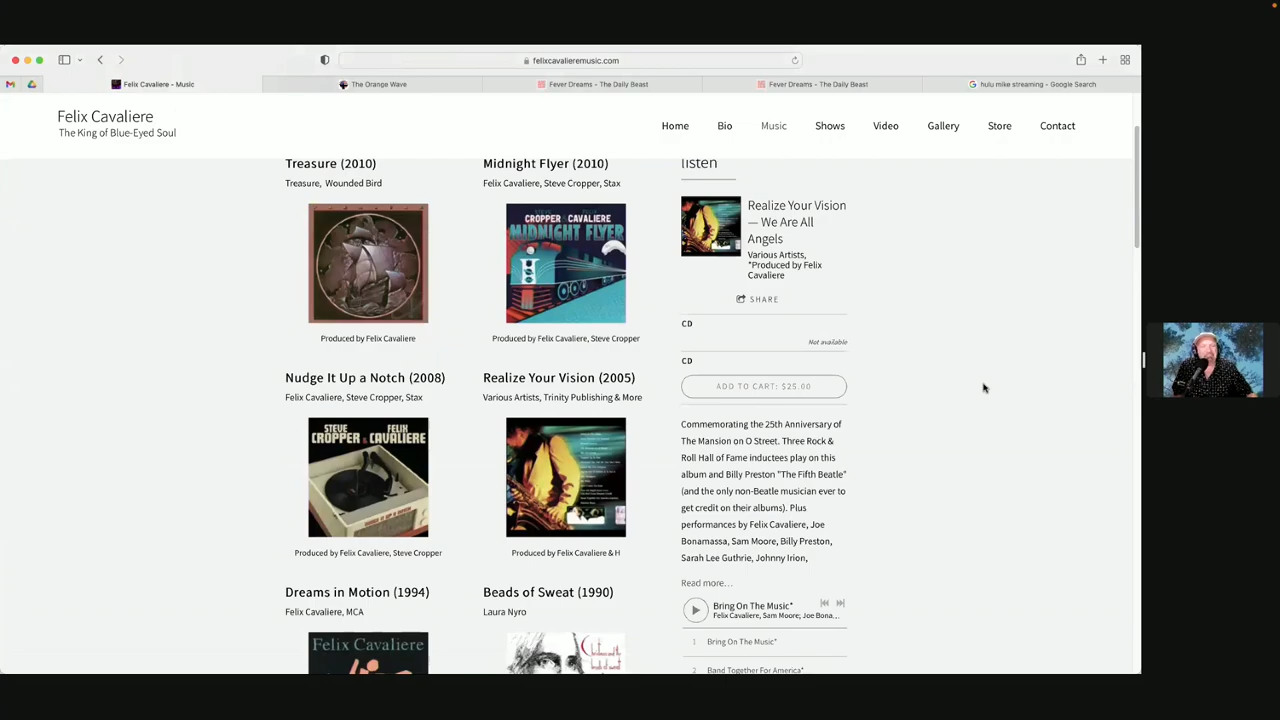 felixcavalieremusic.com
Felix Cavaliere - Music
The Orange Wave
Fever Dreams - The Daily Beast
Fever Dreams - The Daily Beast
hulu mike streaming - Google Search
Felix Cavaliere
The King of Blue-Eyed Soul
Home
Bio
Music
Shows
Video
Gallery
Store
Contact
Treasure (2010)
Treasure, Wounded Bird
Produced by Felix Cavaliere
Midnight Flyer (2010)
Felix Cavaliere, Steve Cropper, Stax
CROPPER CAVALIERE
MIDNIGHT FLYER
Produced by Felix Cavaliere, Steve Cropper
Nudge It Up a Notch (2008)
Felix Cavaliere, Steve Cropper, Stax
STEVE CROPPER & FELIX CAVALIERE
NUDGE IT UP A NOTCH
Produced by Felix Cavaliere, Steve Cropper
Realize Your Vision (2005)
Various Artists, Trinity Publishing & More
Produced by Felix Cavaliere & H
Dreams in Motion (1994)
Felix Cavaliere, MCA
Felix Cavaliere
Beads of Sweat (1990)
Laura Nyro
listen
Realize Your Vision
— We Are All
Angels
Various Artists,
*Produced by Felix
Cavaliere
SHARE
CD
Not available
CD
ADD TO CART: $25.00
Commemorating the 25th Anniversary of
The Mansion on O Street. Three Rock &
Roll Hall of Fame inductees play on this
album and Billy Preston "The Fifth Beatle"
(and the only non-Beatle musician ever to
get credit on their albums). Plus
performances by Felix Cavaliere, Joe
Bonamassa, Sam Moore, Billy Preston,
Sarah Lee Guthrie, Johnny Irion,
Read more...
Bring On The Music*
Felix Cavaliere, Sam Moore; Joe Bona...
1 Bring On The Music*
2 Band Together For America*